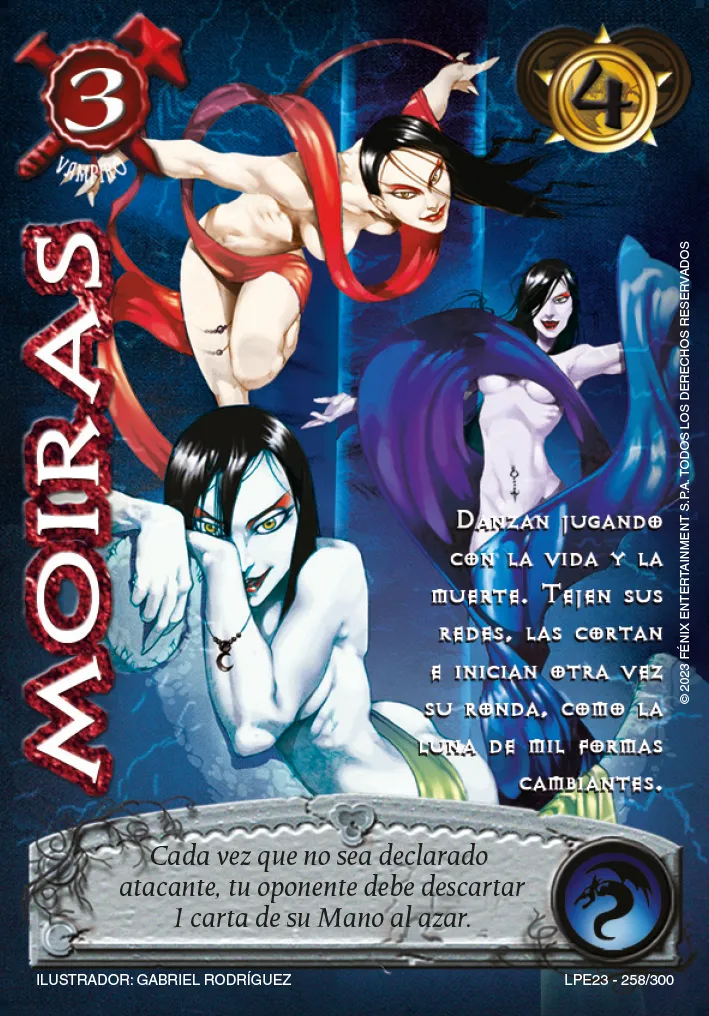 3
VAMPIRO
4
MOIRAS
© 2023 FÉNIX ENTERTAINMENT S.P.A. TODOS LOS DERECHOS RESERVADOS
Danzan jugando
con la vida y la
muerte. Tejen sus
redes, las cortan
e inician otra vez
su ronda, como la
luna de mil formas
cambiantes.
Cada vez que no sea declarado
atacante, tu oponente debe descartar
1 carta de su Mano al azar.
ILUSTRADOR: GABRIEL RODRÍGUEZ
LPE23 - 258/300